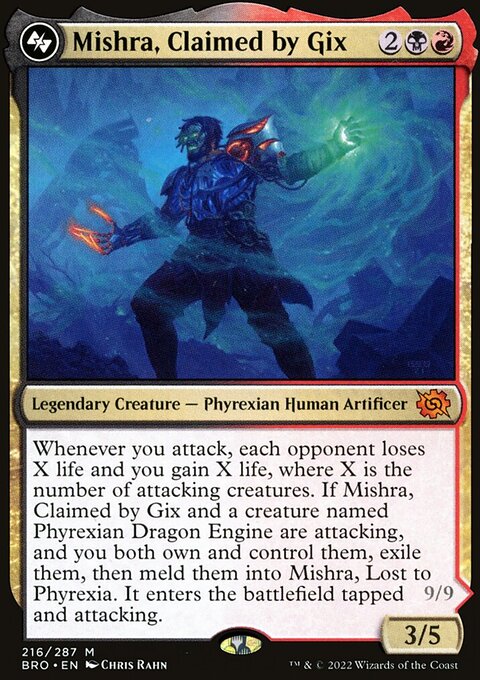 Mishra, Claimed by Gix 2
Legendary Creature — Phyrexian Human Artificer
Whenever you attack, each opponent loses
X life and you gain X life, where X is the
number of attacking creatures. If Mishra,
Claimed by Gix and a creature named
Phyrexian Dragon Engine are attacking,
and you both own and control them, exile
them, then meld them into Mishra, Lost to
Phyrexia. It enters the battlefield tapped
and attacking.
9/9
3/5
216/287 M
BRO • EN Chris Rahn
™ & © 2022 Wizards of the Coast